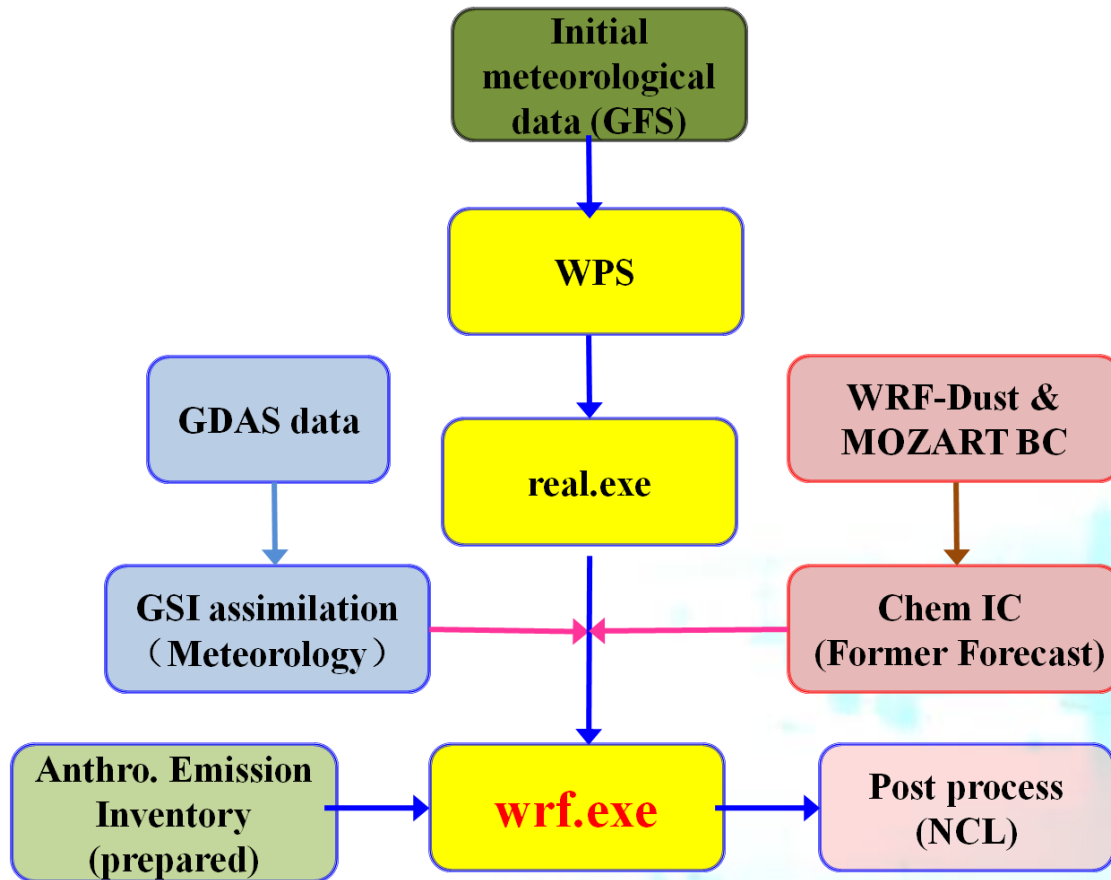 Initial
meteorological
data (GFS)
WPS
GDAS data
real.exe
WRF-Dust &
MOZART BC
GSI assimilation
（Meteorology）
Chem IC
(Former Forecast)
Anthro. Emission
Inventory
(prepared)
wrf.exe
Post process
(NCL)